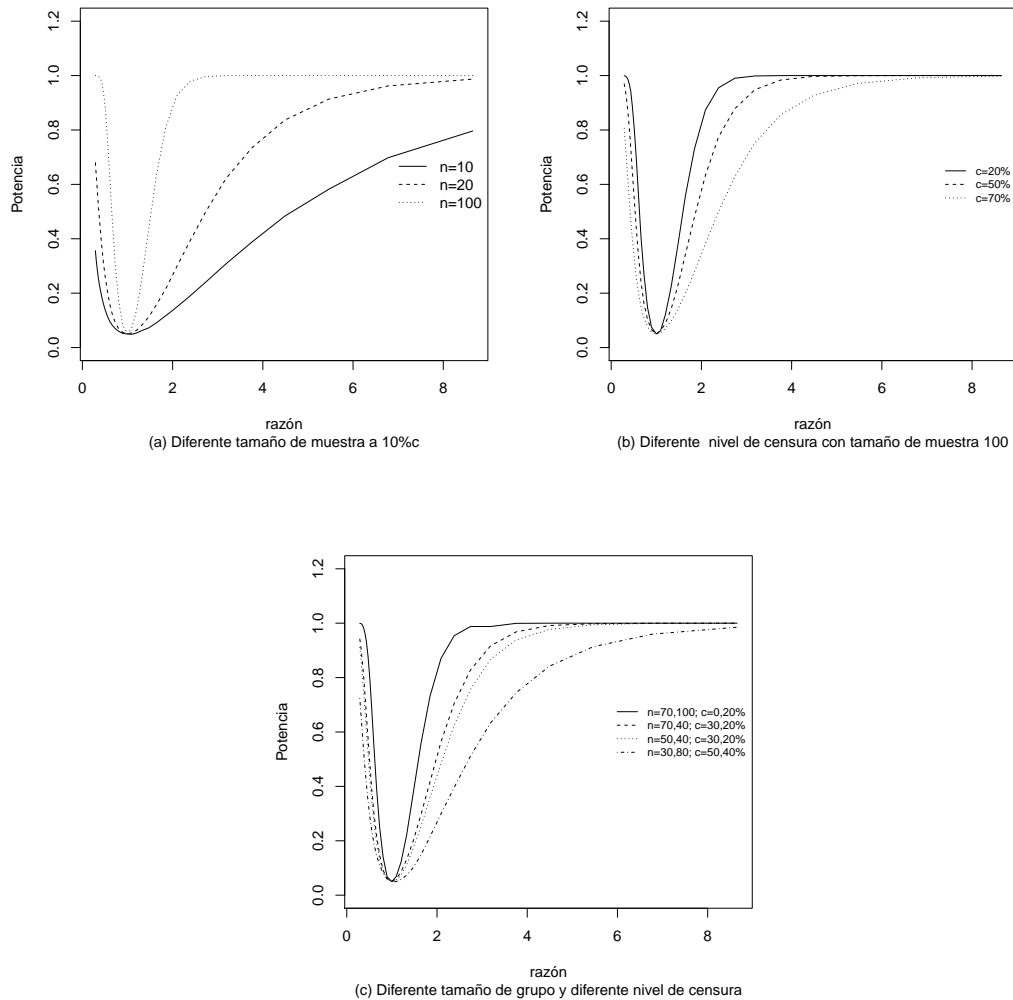 Potencia
1.2
1.0
0.8
0.6
0.4
0.2
0.0
0 2 4 6 8
n=10
n=20
n=100
razón
(a) Diferente tamaño de muestra a 10%c
Potencia
1.2
1.0
0.8
0.6
0.4
0.2
0.0
0 2 4 6 8
c=20%
c=50%
c=70%
razón
(b) Diferente nivel de censura con tamaño de muestra 100
Potencia
1.2
1.0
0.8
0.6
0.4
0.2
0.0
0 2 4 6 8
n=70,100; c=0,20%
n=70,40; c=30,20%
n=50,40; c=30,20%
n=30,80; c=50,40%
razón
(c) Diferente tamaño de grupo y diferente nivel de censura